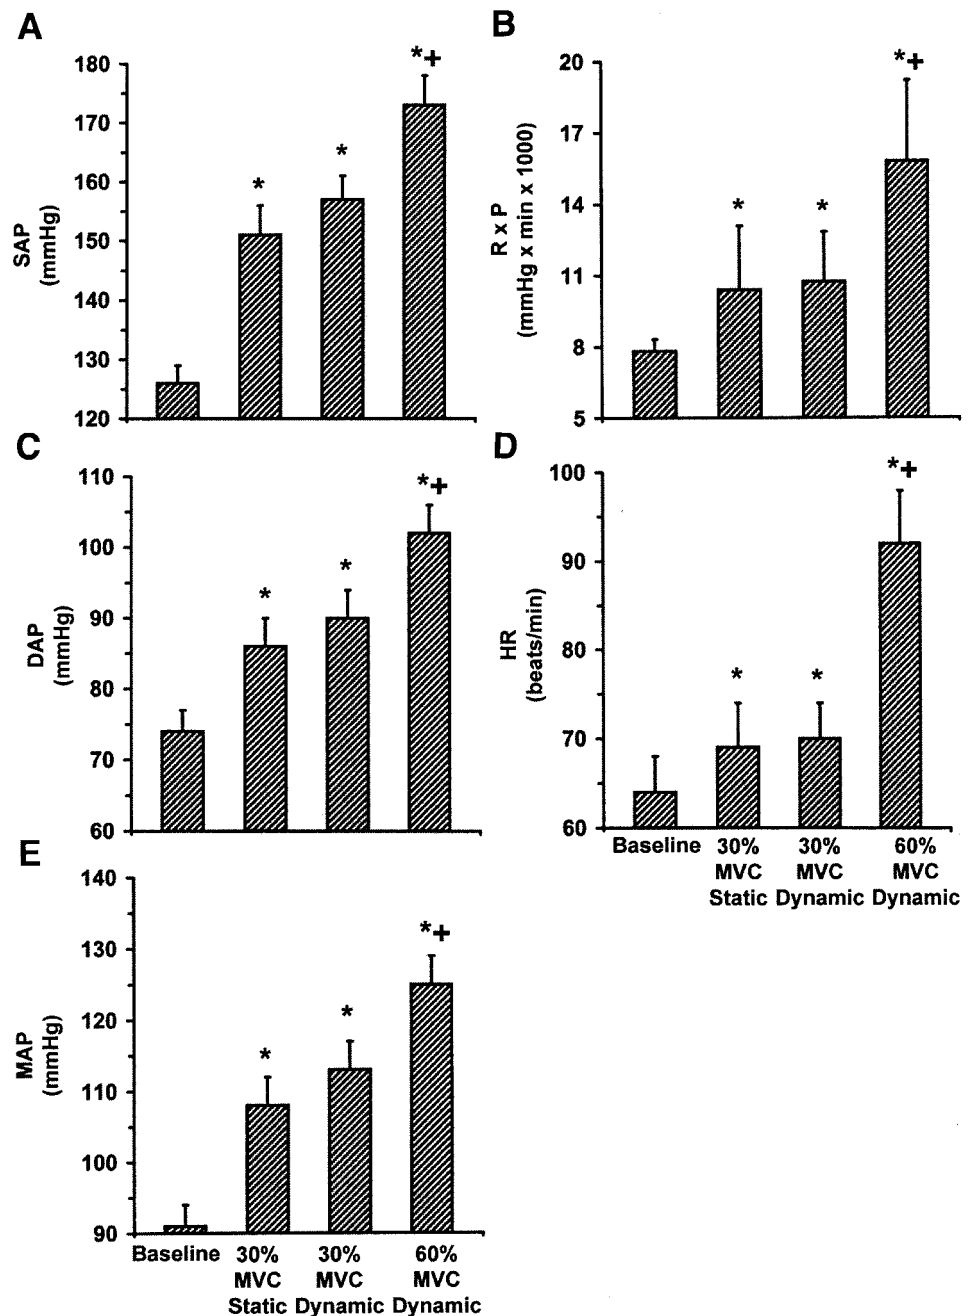 A
SAP
(mmHg)
180
170
160
150
140
130
120
*
*
*+
B
R x P
(mmHg x min x 1000)
20
17
14
11
8
5
*
*
*+
C
DAP
(mmHg)
110
100
90
80
70
60
*
*
*+
D
HR
(beats/min)
100
90
80
70
60
*
*
*+
Baseline 30% 30% 60%
MVC MVC MVC
Static Dynamic Dynamic
E
MAP
(mmHg)
140
130
120
110
100
90
*
*
*+
Baseline 30% 30% 60%
MVC MVC MVC
Static Dynamic Dynamic